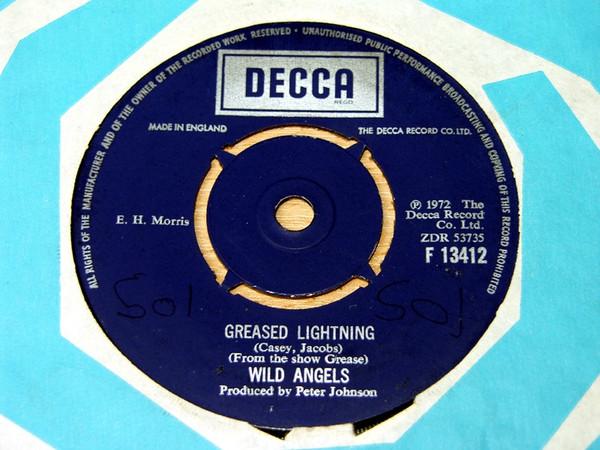 ALL RIGHTS OF THE MANUFACTURER AND OF THE OWNER OF THE RECORDED WORK RESERVED · UNAUTHORISED PUBLIC PERFORMANCE BROADCASTING AND COPYING OF THIS RECORD PROHIBITED
DECCA
REGD
MADE IN ENGLAND
THE DECCA RECORD CO. LTD.
E. H. Morris
℗ 1972 The
Decca Record
Co. Ltd.
ZDR 53735
F 13412
501 501
GREASED LIGHTNING
(Casey, Jacobs)
(From the show Grease)
WILD ANGELS
Produced by Peter Johnson